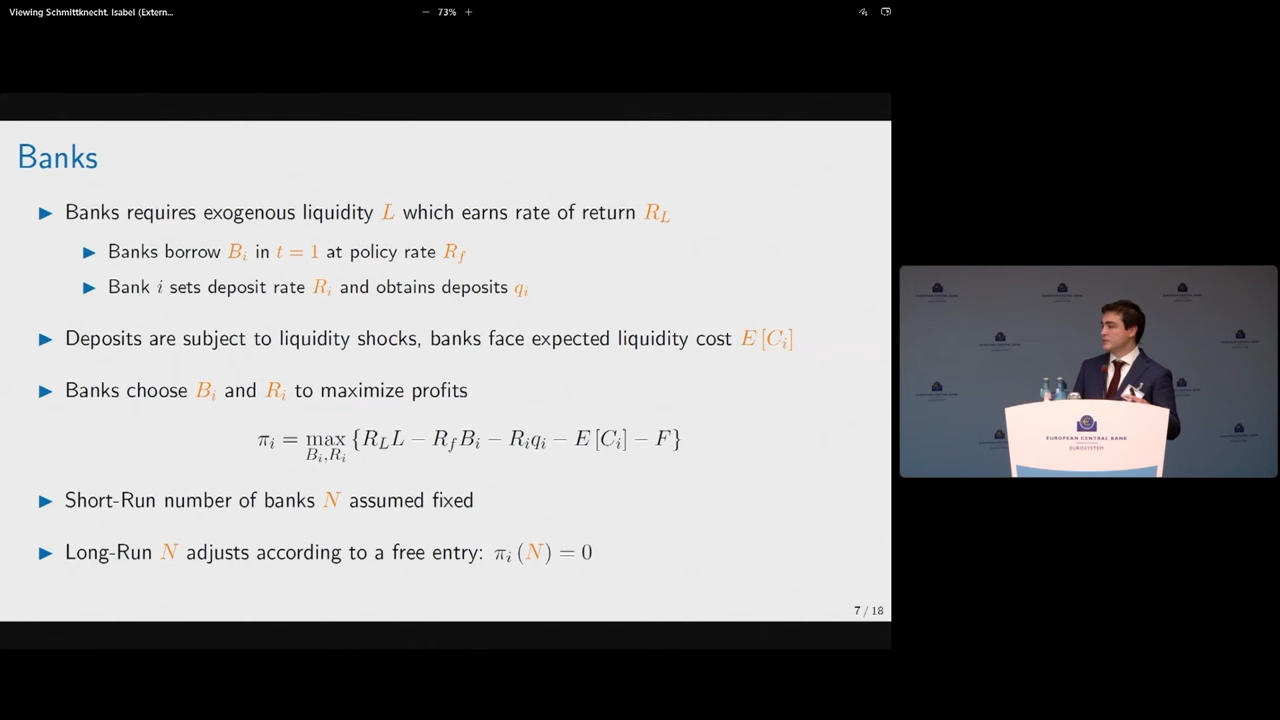 Viewing Schmittknecht, Isabel (Extern...
− 73% +
Banks
▶ Banks requires exogenous liquidity L which earns rate of return R_L
▶ Banks borrow B_i in t = 1 at policy rate R_f
▶ Bank i sets deposit rate R_i and obtains deposits q_i
▶ Deposits are subject to liquidity shocks, banks face expected liquidity cost E [C_i]
▶ Banks choose B_i and R_i to maximize profits
π_i = max_{B_i,R_i} {R_L L − R_f B_i − R_i q_i − E [C_i] − F}
▶ Short-Run number of banks N assumed fixed
▶ Long-Run N adjusts according to a free entry: π_i (N) = 0
7 / 18
EUROPEAN CENTRAL BANK
EUROSYSTEM